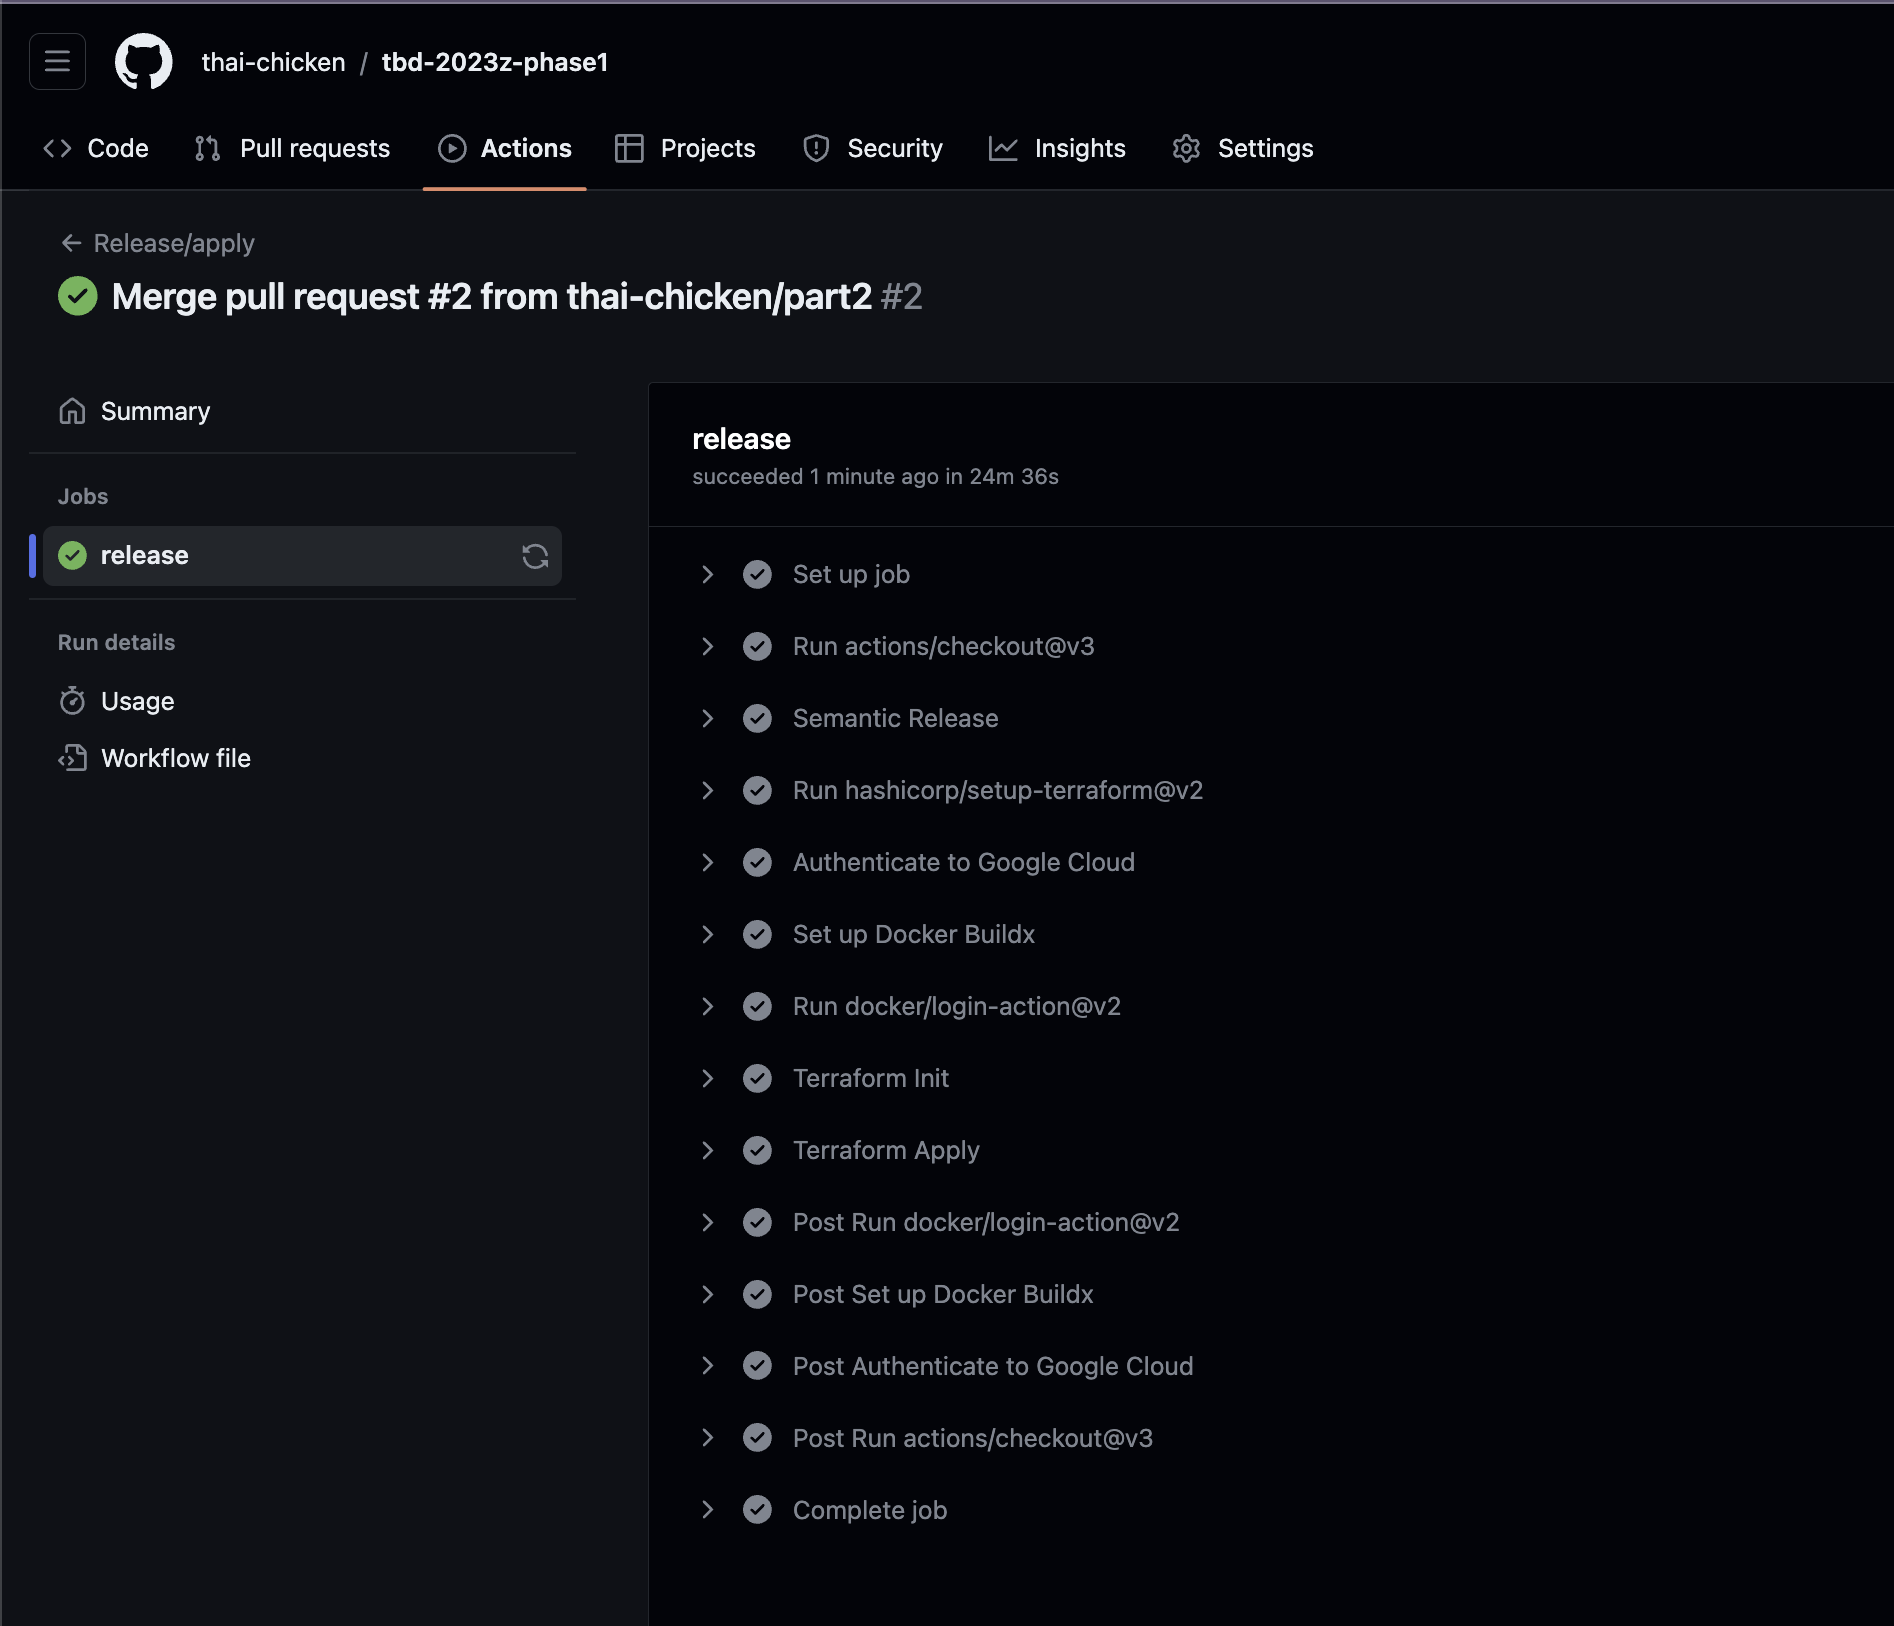 thai-chicken / tbd-2023z-phase1
Code Pull requests Actions Projects Security Insights Settings
Release/apply
Merge pull request #2 from thai-chicken/part2 #2
Summary
Jobs
release
Run details
Usage
Workflow file
release
succeeded 1 minute ago in 24m 36s
Set up job
Run actions/checkout@v3
Semantic Release
Run hashicorp/setup-terraform@v2
Authenticate to Google Cloud
Set up Docker Buildx
Run docker/login-action@v2
Terraform Init
Terraform Apply
Post Run docker/login-action@v2
Post Set up Docker Buildx
Post Authenticate to Google Cloud
Post Run actions/checkout@v3
Complete job